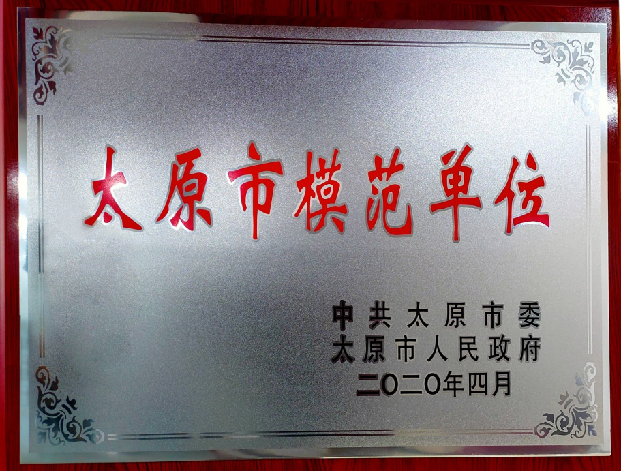 太原市模范单位
中共太原市委
太原市人民政府
二〇二〇年四月